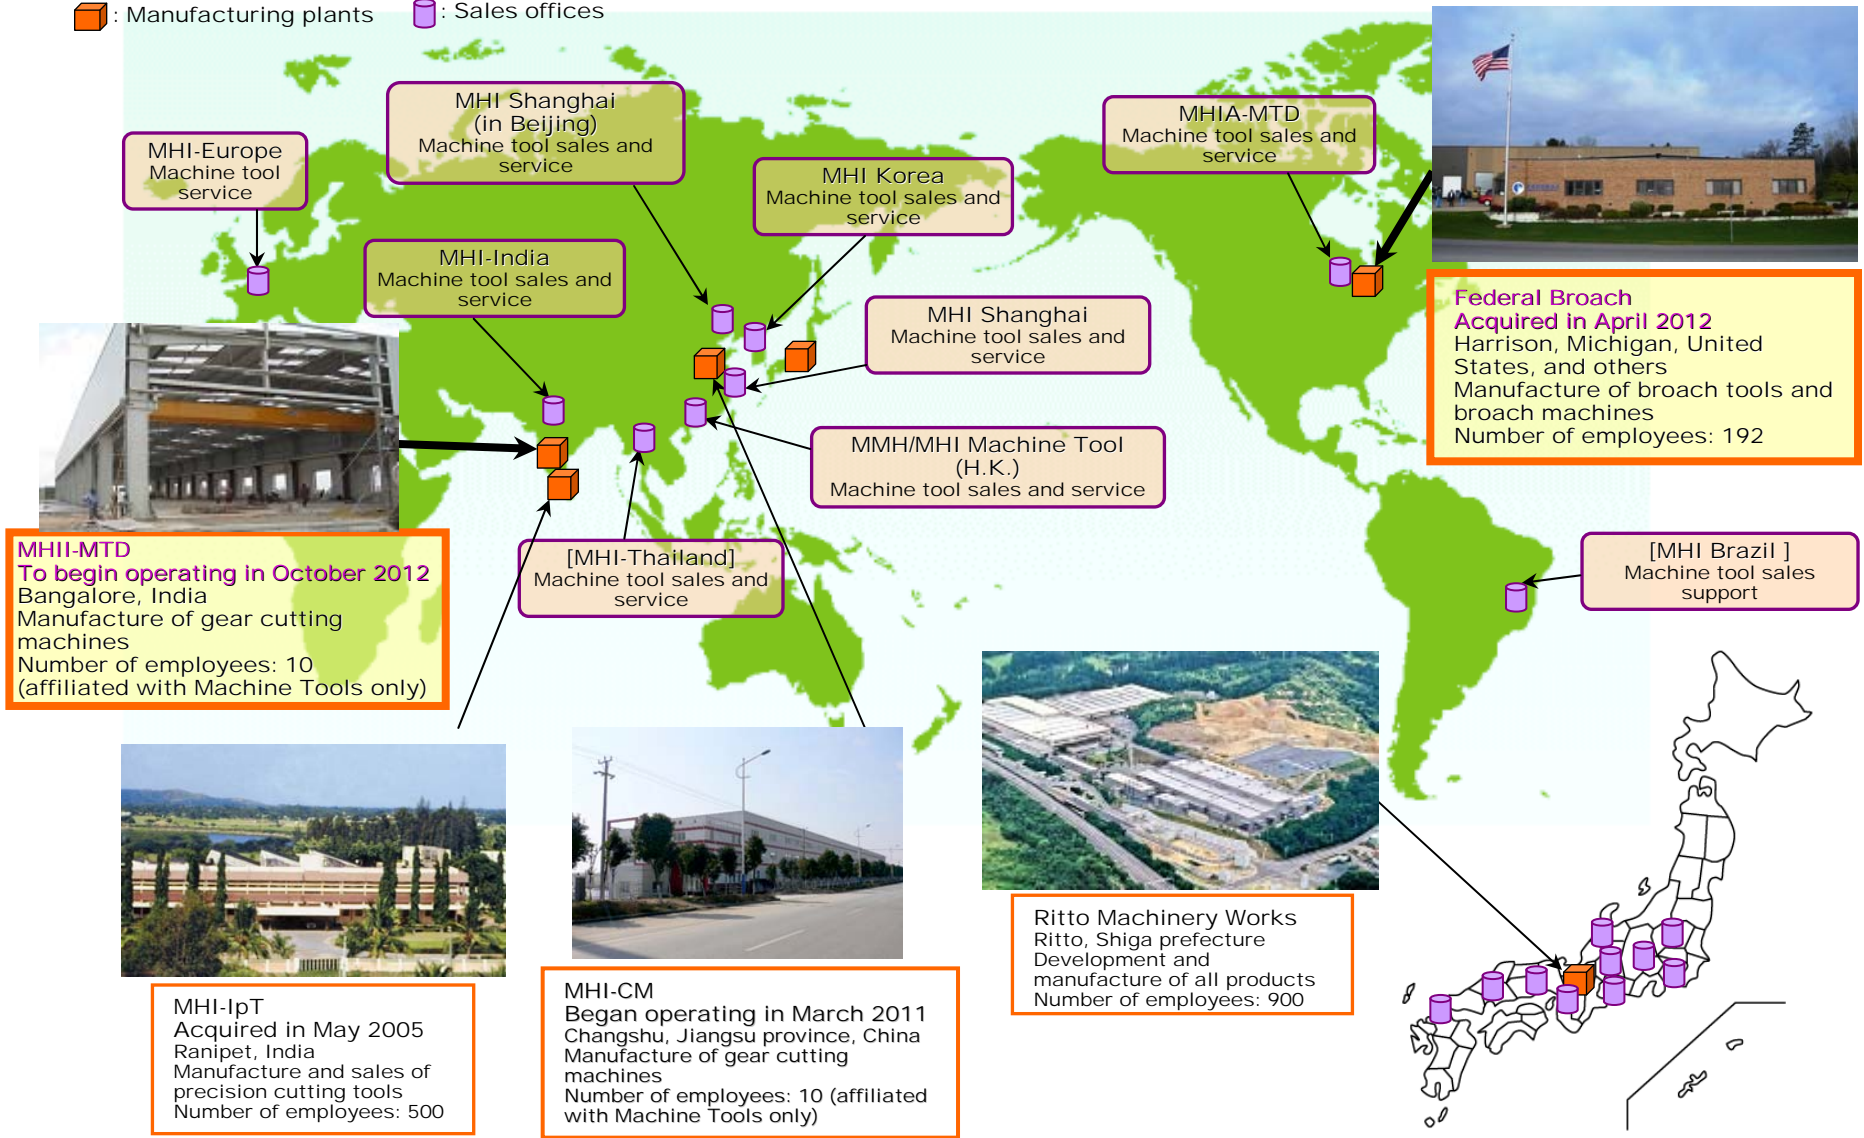 : Manufacturing plants
: Sales offices
MHI Shanghai
(in Beijing)
Machine tool sales and
service
MHIA-MTD
Machine tool sales and
service
MHI-Europe
Machine tool
service
MHI Korea
Machine tool sales and
service
MHI-India
Machine tool sales and
service
MHI Shanghai
Machine tool sales and
service
Federal Broach
Acquired in April 2012
Harrison, Michigan, United
States, and others
Manufacture of broach tools and
broach machines
Number of employees: 192
MMH/MHI Machine Tool
(H.K.)
Machine tool sales and service
MHII-MTD
To begin operating in October 2012
Bangalore, India
Manufacture of gear cutting
machines
Number of employees: 10
(affiliated with Machine Tools only)
[MHI-Thailand]
Machine tool sales and
service
[MHI Brazil ]
Machine tool sales
support
MHI-IpT
Acquired in May 2005
Ranipet, India
Manufacture and sales of
precision cutting tools
Number of employees: 500
MHI-CM
Began operating in March 2011
Changshu, Jiangsu province, China
Manufacture of gear cutting
machines
Number of employees: 10 (affiliated
with Machine Tools only)
Ritto Machinery Works
Ritto, Shiga prefecture
Development and
manufacture of all products
Number of employees: 900